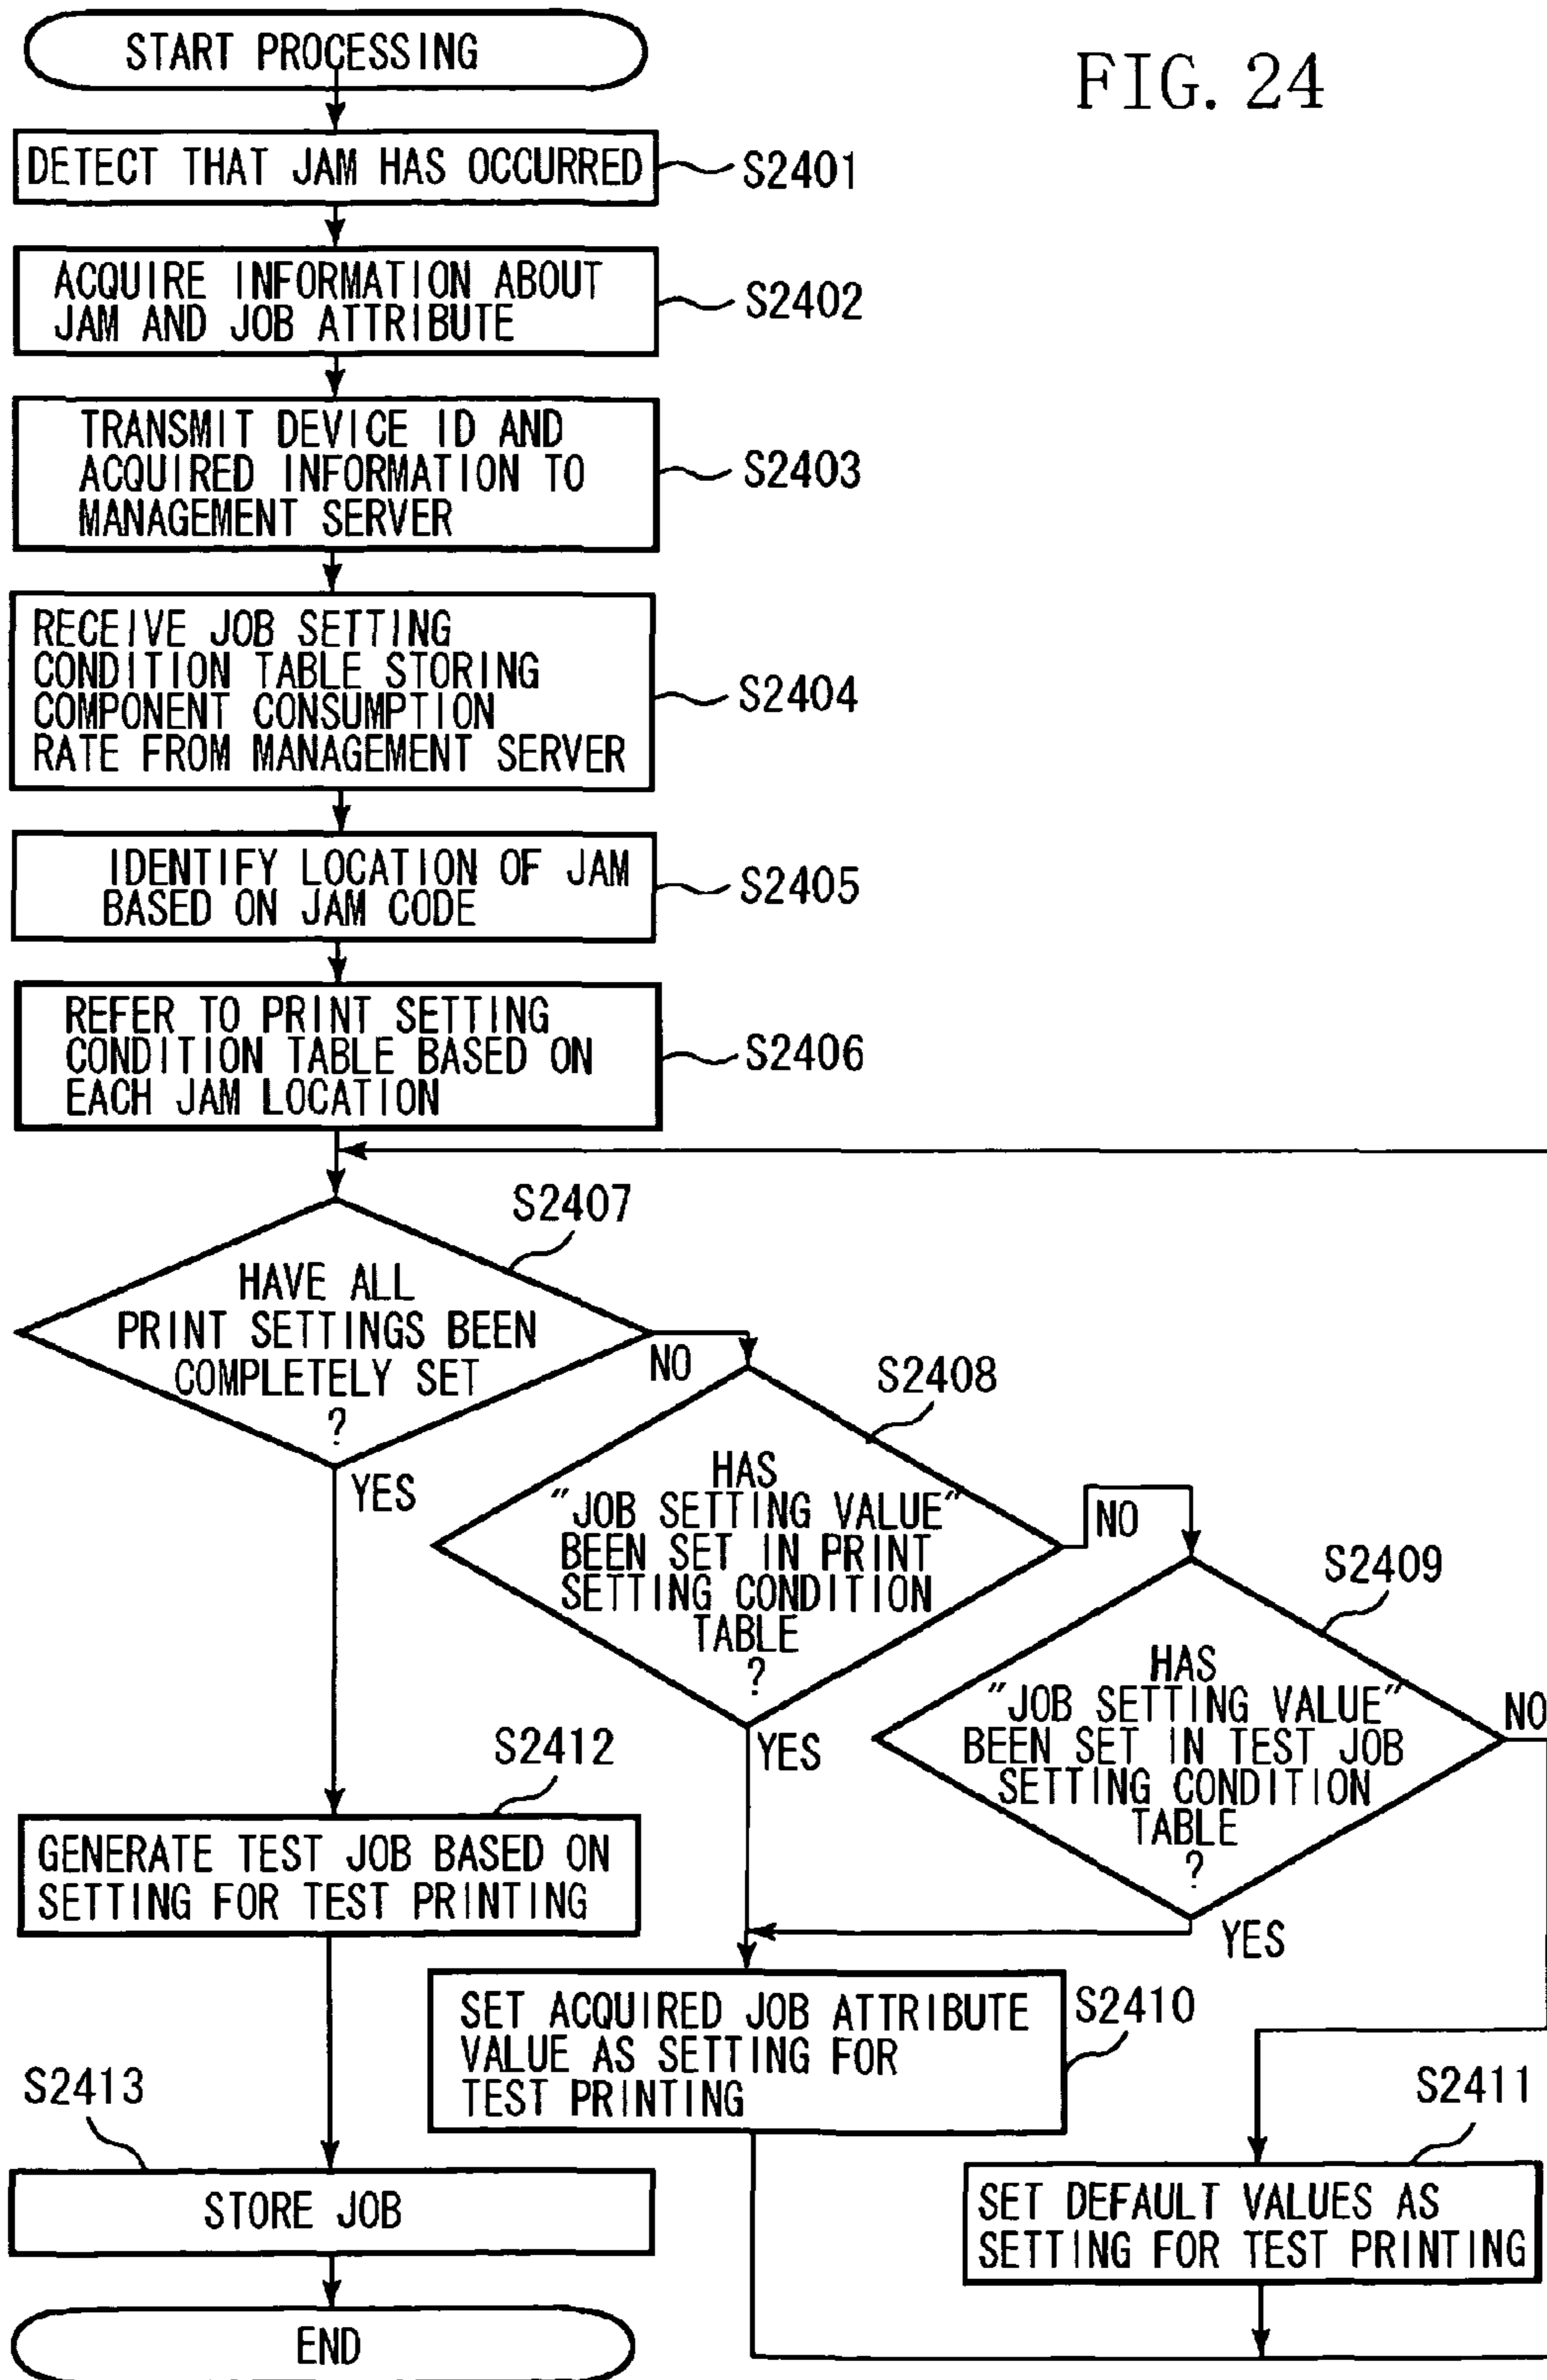 FIG. 24
START PROCESSING
DETECT THAT JAM HAS OCCURRED
S2401
ACQUIRE INFORMATION ABOUT
JAM AND JOB ATTRIBUTE
S2402
TRANSMIT DEVICE ID AND
ACQUIRED INFORMATION TO
MANAGEMENT SERVER
S2403
RECEIVE JOB SETTING
CONDITION TABLE STORING
COMPONENT CONSUMPTION
RATE FROM MANAGEMENT SERVER
S2404
IDENTIFY LOCATION OF JAM
BASED ON JAM CODE
S2405
REFER TO PRINT SETTING
CONDITION TABLE BASED ON
EACH JAM LOCATION
S2406
S2407
HAVE ALL
PRINT SETTINGS BEEN
COMPLETELY SET
?
NO
YES
S2408
HAS
"JOB SETTING VALUE"
BEEN SET IN PRINT
SETTING CONDITION
TABLE
?
NO
YES
S2409
HAS
"JOB SETTING VALUE"
BEEN SET IN TEST JOB
SETTING CONDITION
TABLE
?
NO
YES
S2412
GENERATE TEST JOB BASED ON
SETTING FOR TEST PRINTING
S2410
SET ACQUIRED JOB ATTRIBUTE
VALUE AS SETTING FOR
TEST PRINTING
S2411
SET DEFAULT VALUES AS
SETTING FOR TEST PRINTING
S2413
STORE JOB
END